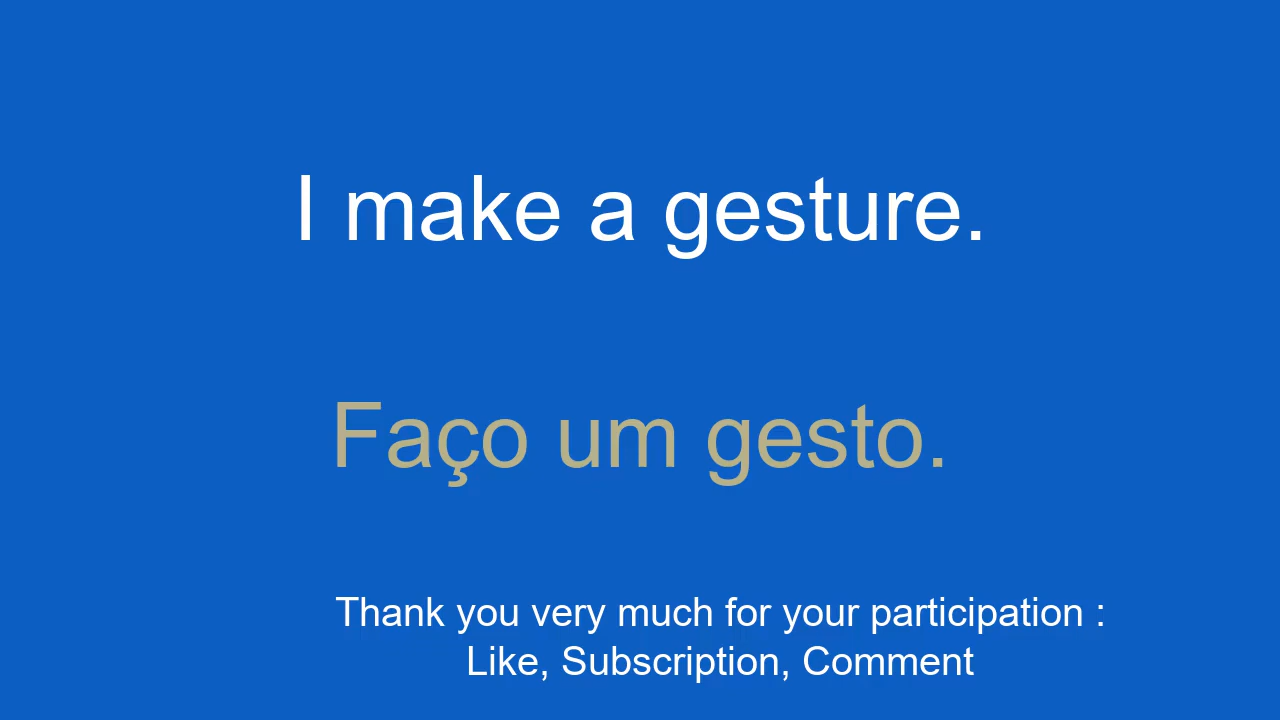 I make a gesture.
Faço um gesto.
Thank you very much for your participation :
Like, Subscription, Comment